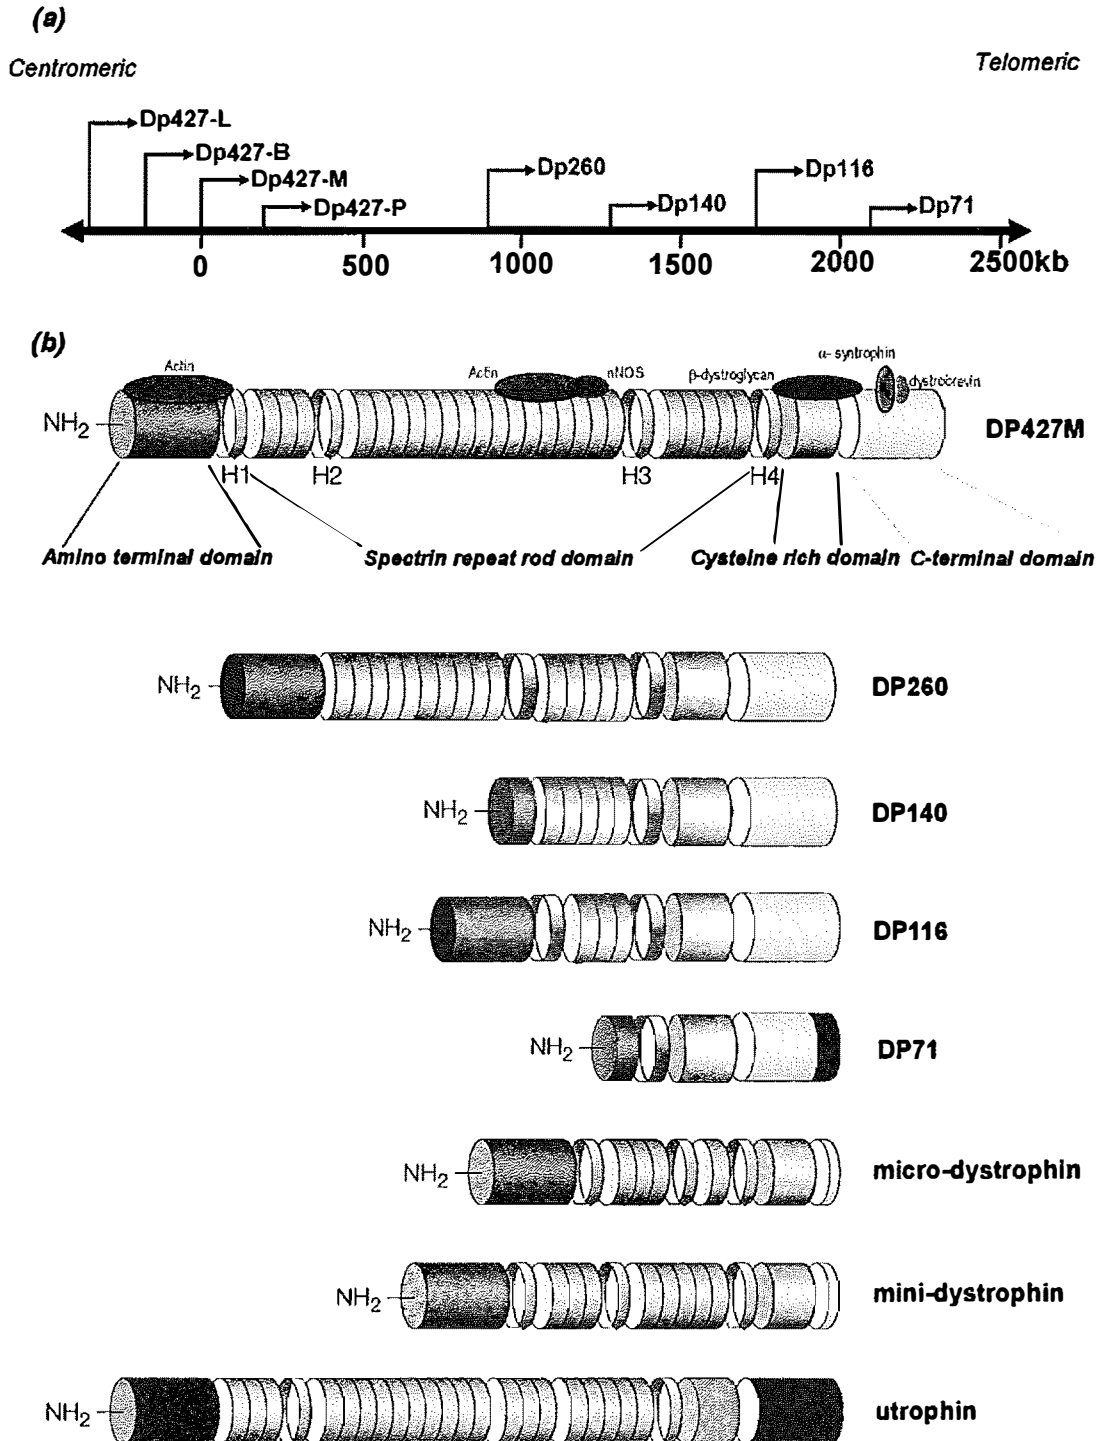 (a)
Centromeric
Telomeric
Dp427-L
Dp427-B
Dp427-M
Dp427-P
Dp260
Dp140
Dp116
Dp71
0 500 1000 1500 2000 2500kb
(b)
Actin
Actin nNOS β-dystroglycan α- syntrophin dystrobrevin
NH2 DP427M
H1 H2 H3 H4
Amino terminal domain Spectrin repeat rod domain Cysteine rich domain C-terminal domain
NH2 DP260
NH2 DP140
NH2 DP116
NH2 DP71
NH2 micro-dystrophin
NH2 mini-dystrophin
NH2 utrophin